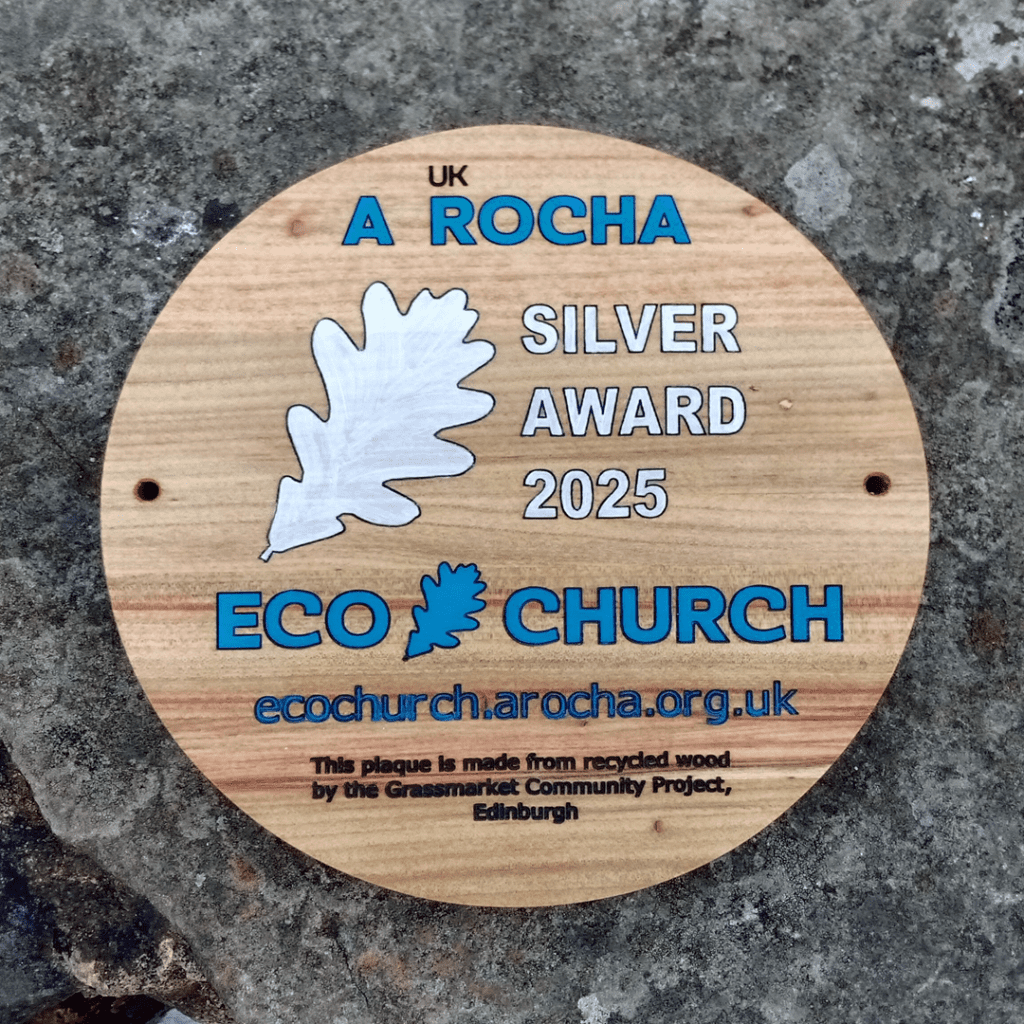 UK
A ROCHA
SILVER
AWARD
2025
ECO CHURCH
ecochurch.arocha.org.uk
This plaque is made from recycled wood
by the Grassmarket Community Project,
Edinburgh